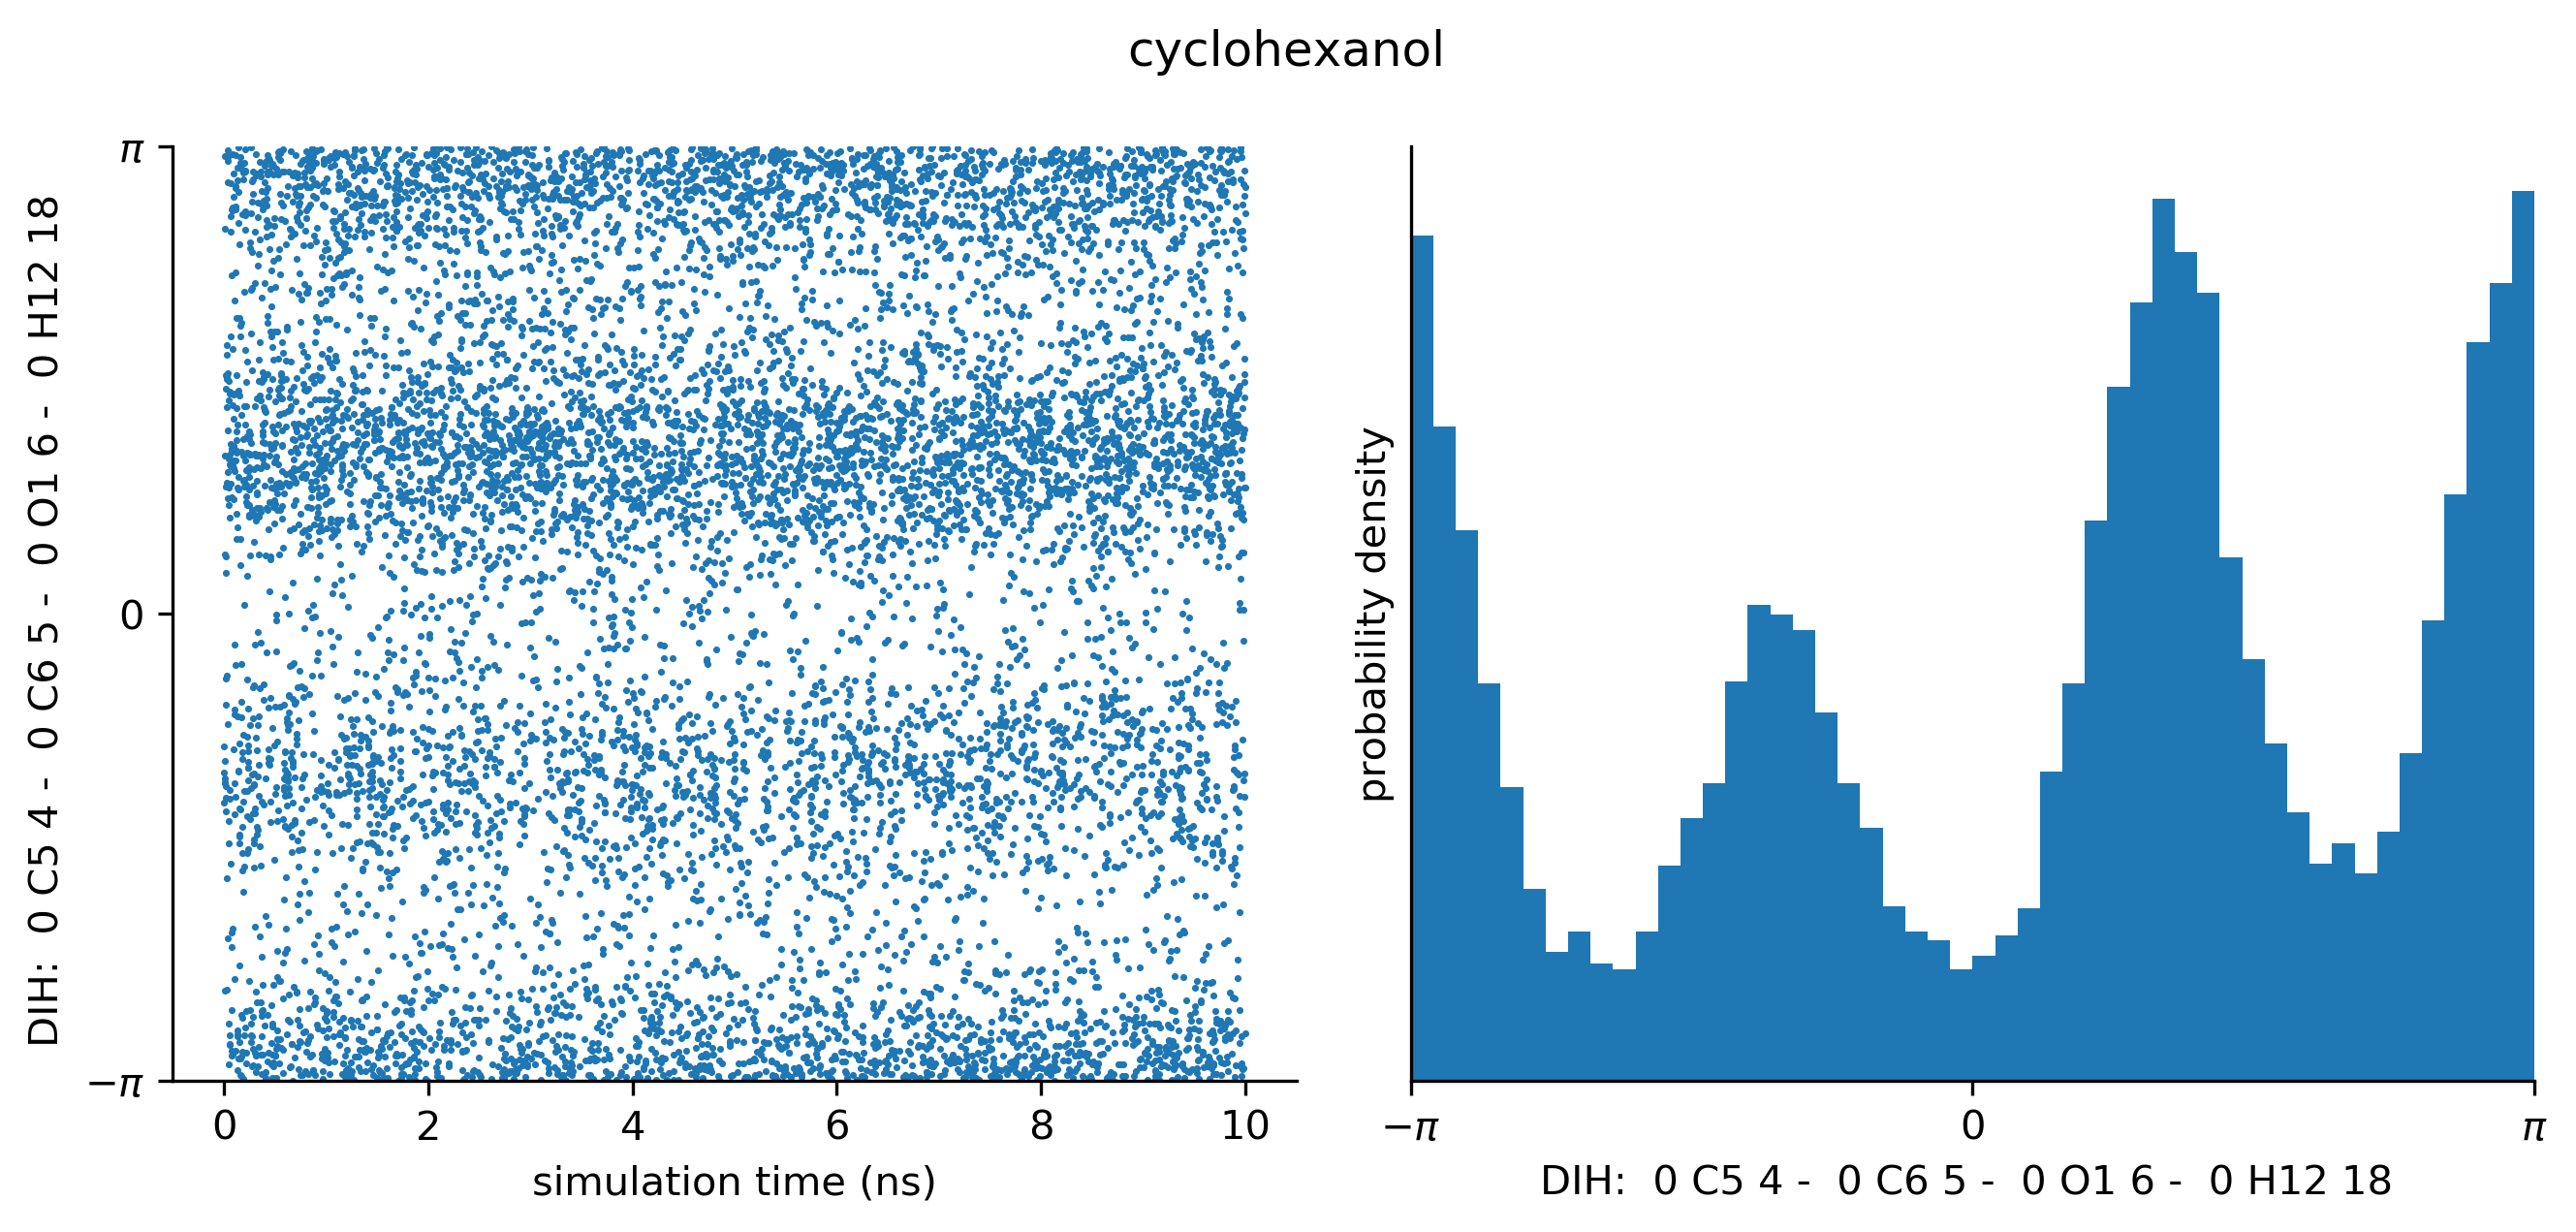 cyclohexanol
DIH:  0 C5 4 -  0 C6 5 -  0 O1 6 -  0 H12 18
π
0
−π
0 2 4 6 8 10
simulation time (ns)
probability density
−π 0 π
DIH:  0 C5 4 -  0 C6 5 -  0 O1 6 -  0 H12 18